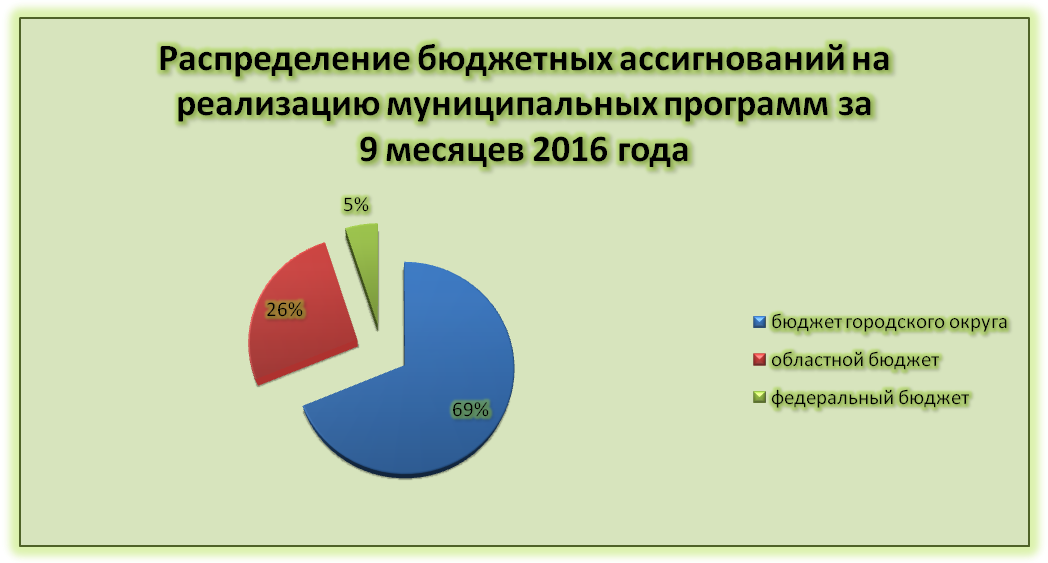 Распределение бюджетных ассигнований на
реализацию муниципальных программ за
9 месяцев 2016 года
5%
26%
69%
бюджет городского округа
областной бюджет
федеральный бюджет